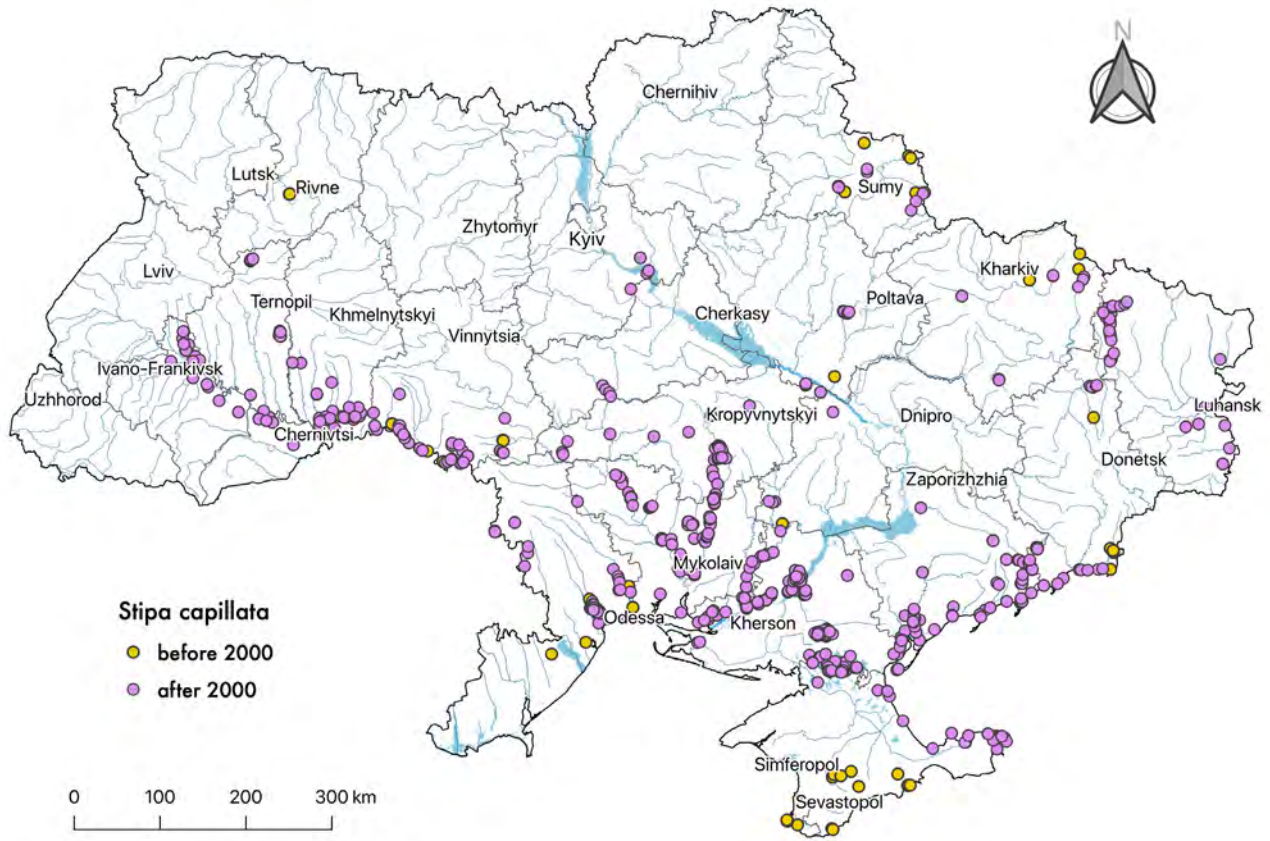 N
Chernihiv
Lutsk
Rivne
Sumy
Zhytomyr
Kyiv
Lviv
Kharkiv
Ternopil
Poltava
Khmelnytskyi
Cherkasy
Vinnytsia
Ivano-Frankivsk
Uzhhorod
Luhansk
Kropyvnytskyi
Dnipro
Chernivtsi
Donetsk
Zaporizhzhia
Mykolaiv
Stipa capillata
Odessa
Kherson
before 2000
after 2000
Simferopol
Sevastopol
0 100 200 300 km